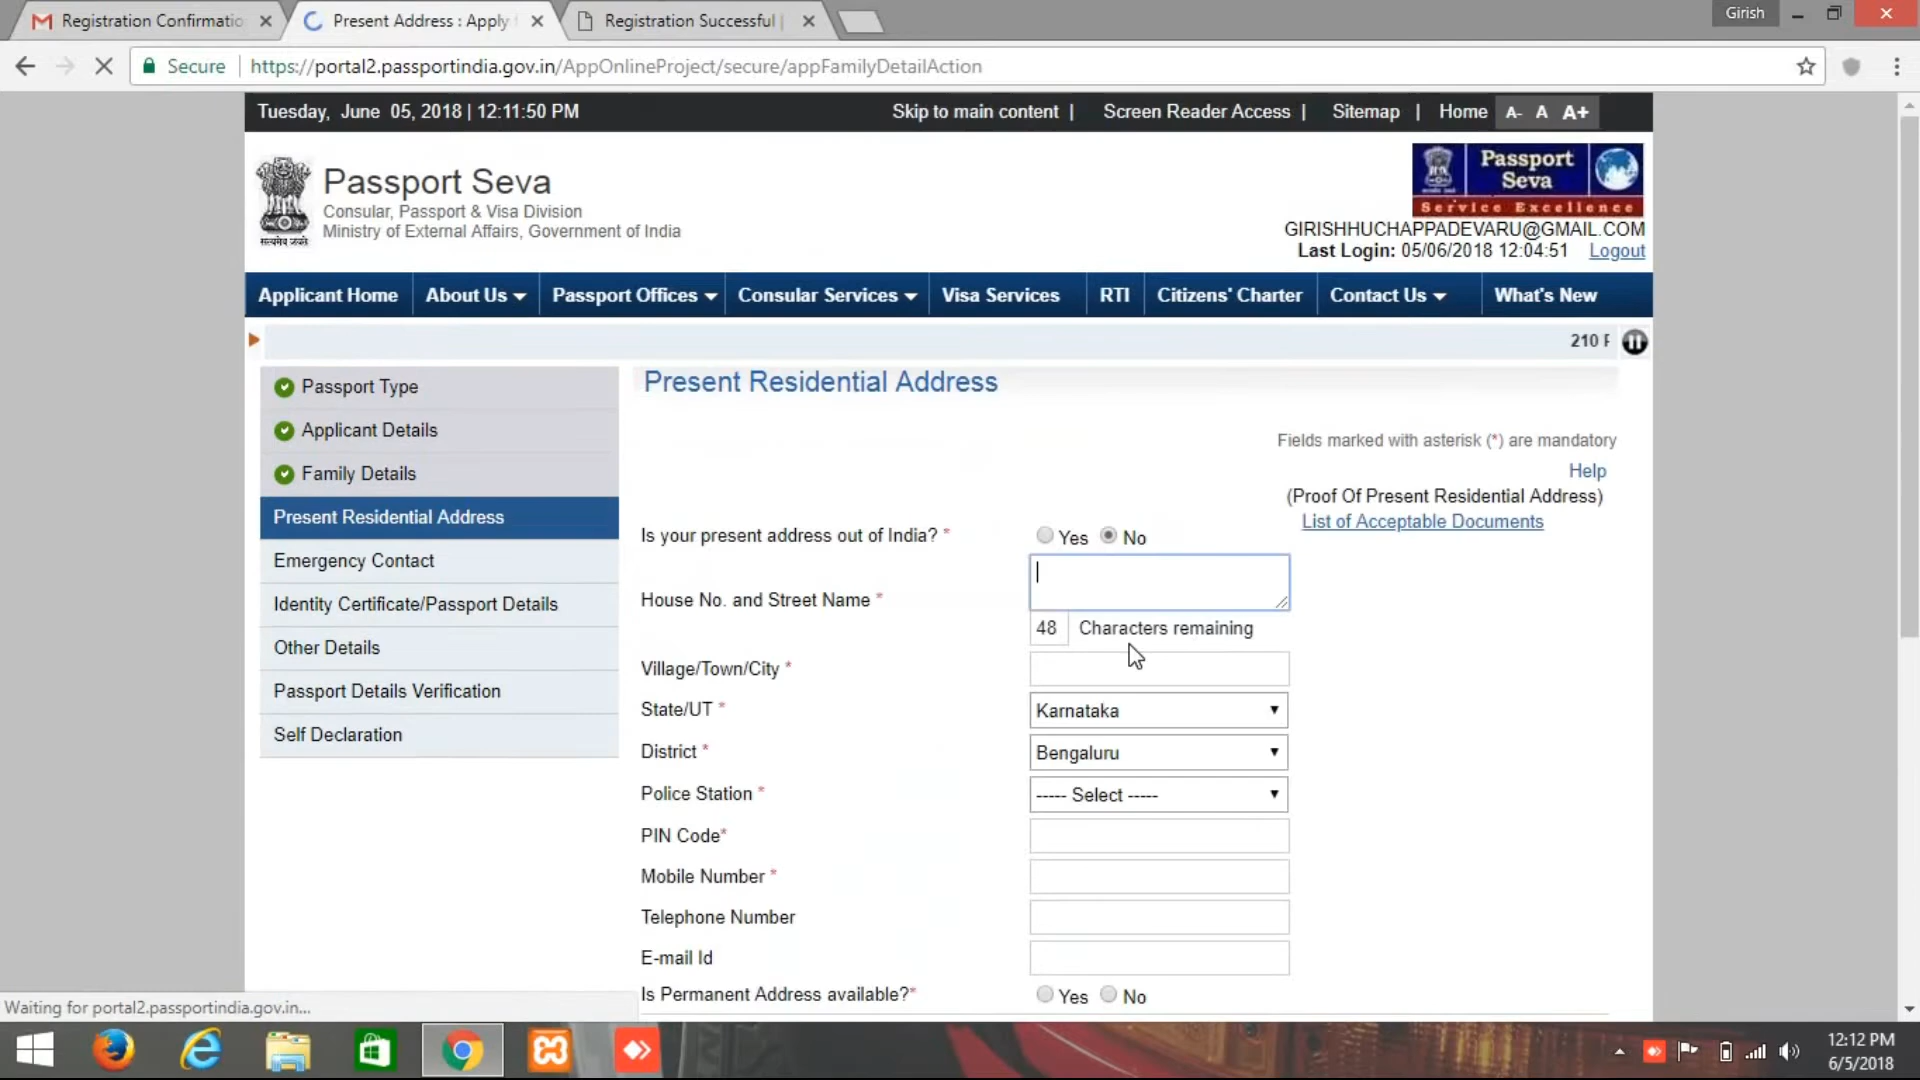 Registration Confirmatio
Present Address : Apply
Registration Successful |
Girish
Secure
https://portal2.passportindia.gov.in/AppOnlineProject/secure/appFamilyDetailAction
Tuesday, June 05, 2018 | 12:11:50 PM
Skip to main content |
Screen Reader Access |
Sitemap |
Home
A- A A+
Passport Seva
Consular, Passport & Visa Division
Ministry of External Affairs, Government of India
सत्यमेव जयते
Passport
Seva
Service Excellence
GIRISHHUCHAPPADEVARU@GMAIL.COM
Last Login: 05/06/2018 12:04:51 Logout
Applicant Home
About Us
Passport Offices
Consular Services
Visa Services
RTI
Citizens' Charter
Contact Us
What's New
210
Passport Type
Applicant Details
Family Details
Present Residential Address
Emergency Contact
Identity Certificate/Passport Details
Other Details
Passport Details Verification
Self Declaration
Present Residential Address
Fields marked with asterisk (*) are mandatory
Help
(Proof Of Present Residential Address)
List of Acceptable Documents
Is your present address out of India? *
Yes No
House No. and Street Name *
48 Characters remaining
Village/Town/City *
State/UT *
Karnataka
District *
Bengaluru
Police Station *
----- Select -----
PIN Code*
Mobile Number *
Telephone Number
E-mail Id
Is Permanent Address available?*
Yes No
Waiting for portal2.passportindia.gov.in...
12:12 PM
6/5/2018